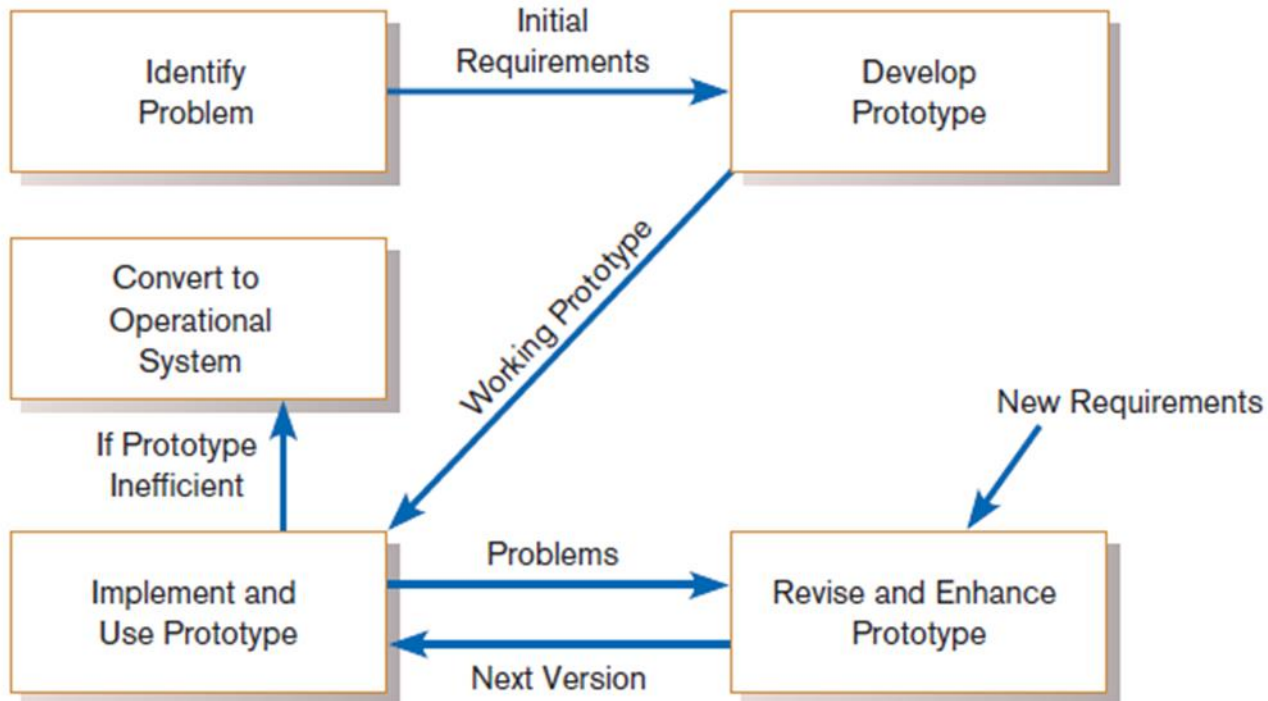 Identify
Problem
Initial
Requirements
Develop
Prototype
Working Prototype
Convert to
Operational
System
If Prototype
Inefficient
New Requirements
Implement and
Use Prototype
Problems
Next Version
Revise and Enhance
Prototype